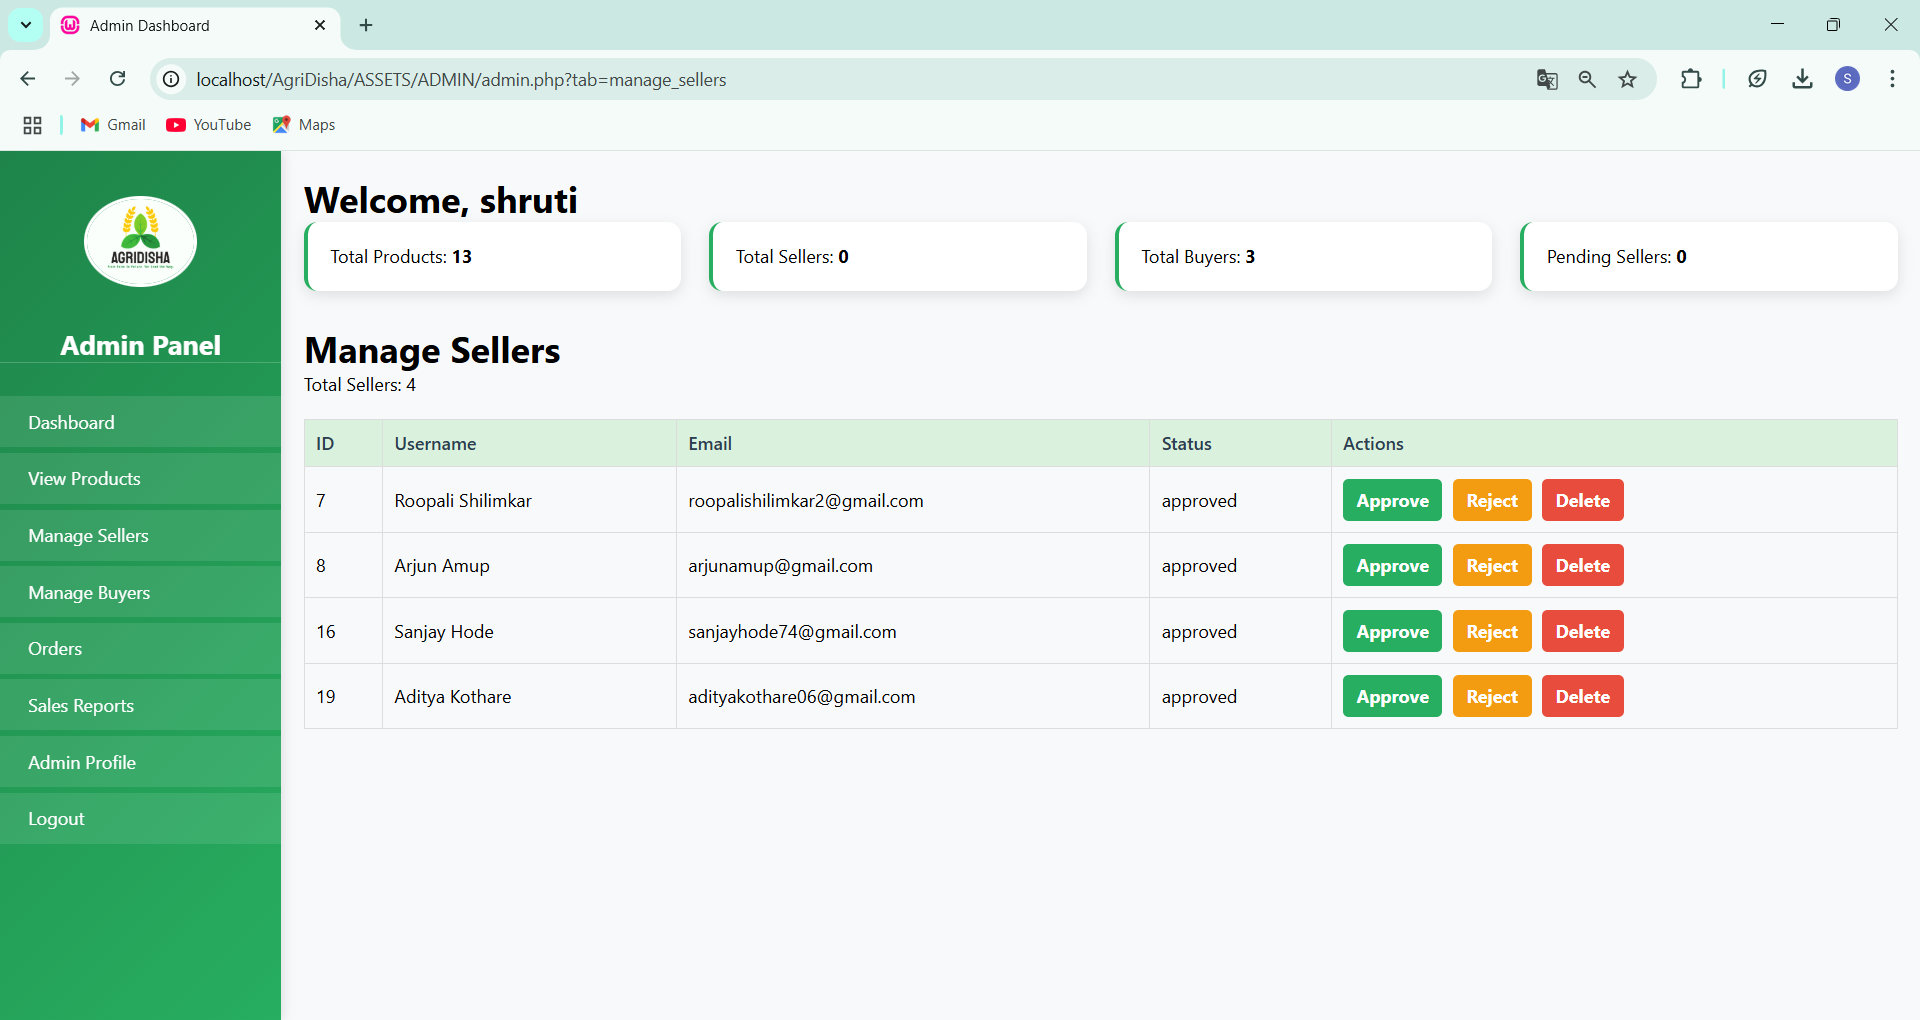 Admin Dashboard
localhost/AgriDisha/ASSETS/ADMIN/admin.php?tab=manage_sellers
S
Gmail YouTube Maps
AGRIDISHA
Admin Panel
Dashboard
View Products
Manage Sellers
Manage Buyers
Orders
Sales Reports
Admin Profile
Logout
Welcome, shruti
Total Products: 13 Total Sellers: 0 Total Buyers: 3 Pending Sellers: 0
Manage Sellers
Total Sellers: 4
ID Username Email Status Actions
7 Roopali Shilimkar roopalishilimkar2@gmail.com approved Approve Reject Delete
8 Arjun Amup arjunamup@gmail.com approved Approve Reject Delete
16 Sanjay Hode sanjayhode74@gmail.com approved Approve Reject Delete
19 Aditya Kothare adityakothare06@gmail.com approved Approve Reject Delete